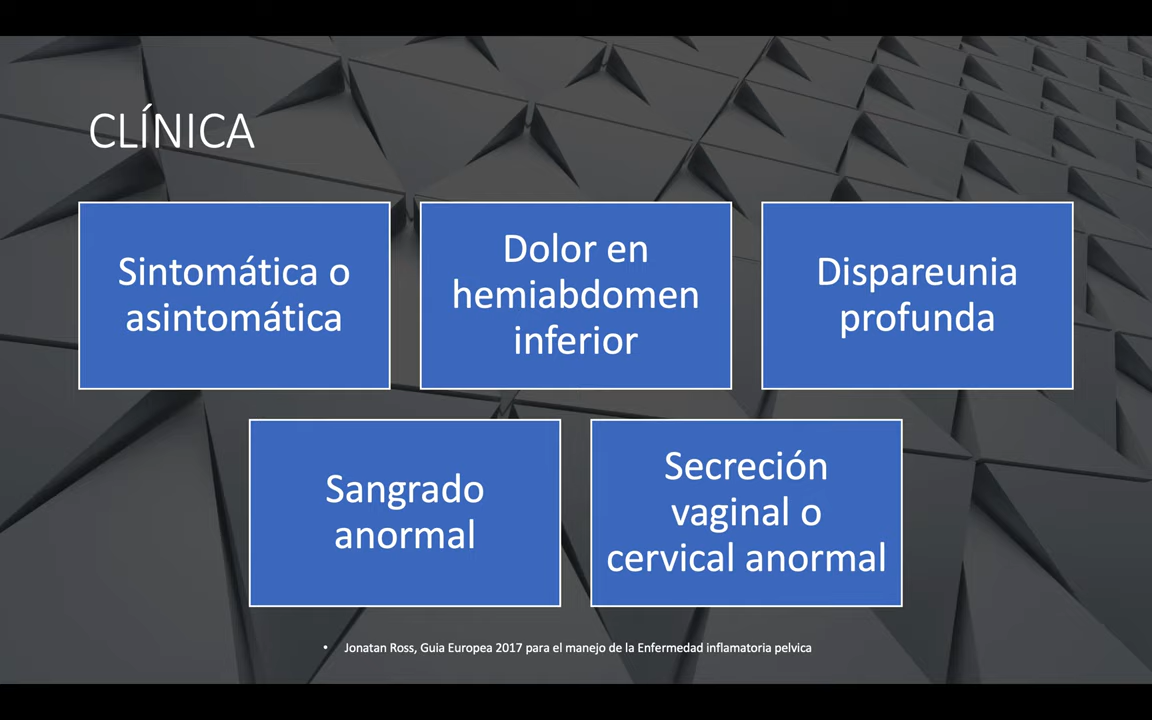 CLÍNICA
Sintomática o
asintomática
Dolor en
hemiabdomen
inferior
Dispareunia
profunda
Sangrado
anormal
Secreción
vaginal o
cervical anormal
• Jonatan Ross, Guia Europea 2017 para el manejo de la Enfermedad inflamatoria pelvica